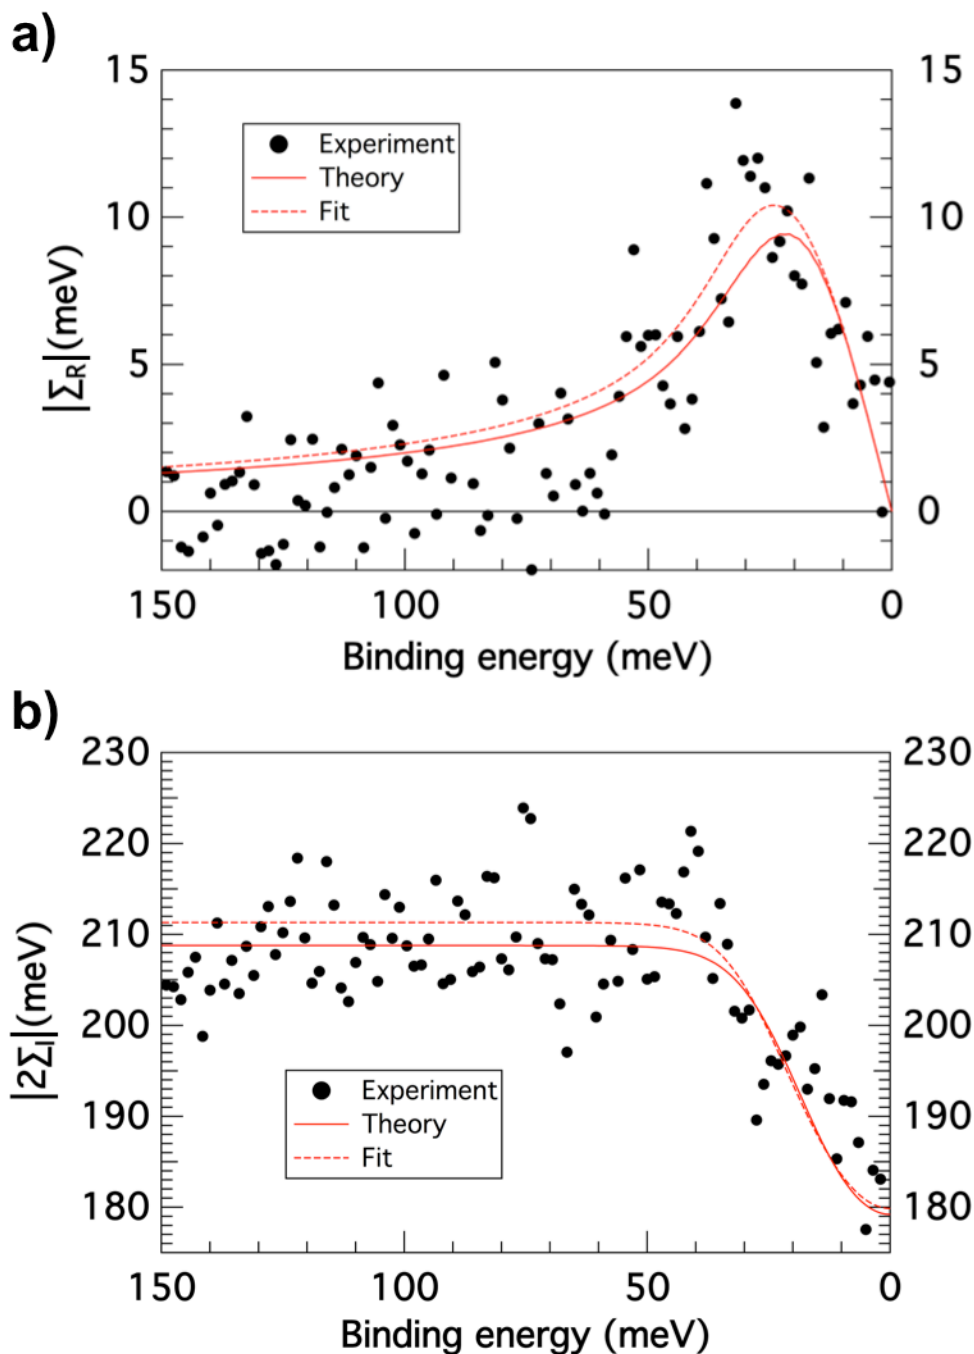 a)
15 15
Experiment
Theory
Fit
10 10
|Σ_R|(meV)
5 5
0 0
150 100 50 0
Binding energy (meV)
b)
230 230
220 220
210 210
|2Σ_I|(meV)
200 200
Experiment
190 190
Theory
Fit
180 180
150 100 50 0
Binding energy (meV)